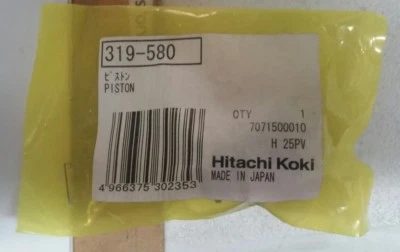 319-580
ピストン
PISTON
QTY 1
7071500010
H 25PV
Hitachi Koki
MADE IN JAPAN
4 966375 302353